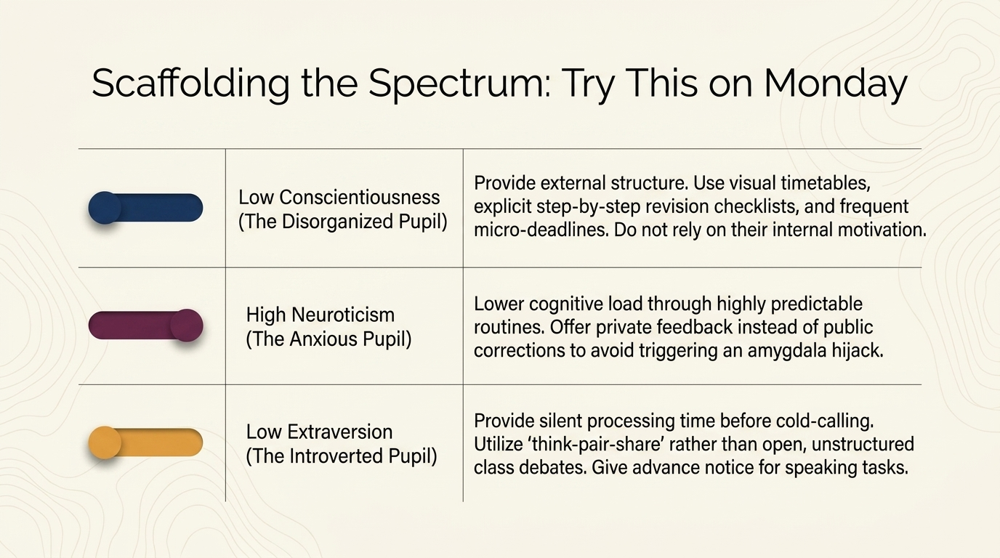 Scaffolding the Spectrum: Try This on Monday
Low Conscientiousness
(The Disorganized Pupil)
Provide external structure. Use visual timetables,
explicit step-by-step revision checklists, and frequent
micro-deadlines. Do not rely on their internal motivation.
High Neuroticism
(The Anxious Pupil)
Lower cognitive load through highly predictable
routines. Offer private feedback instead of public
corrections to avoid triggering an amygdala hijack.
Low Extraversion
(The Introverted Pupil)
Provide silent processing time before cold-calling.
Utilize ‘think-pair-share’ rather than open, unstructured
class debates. Give advance notice for speaking tasks.